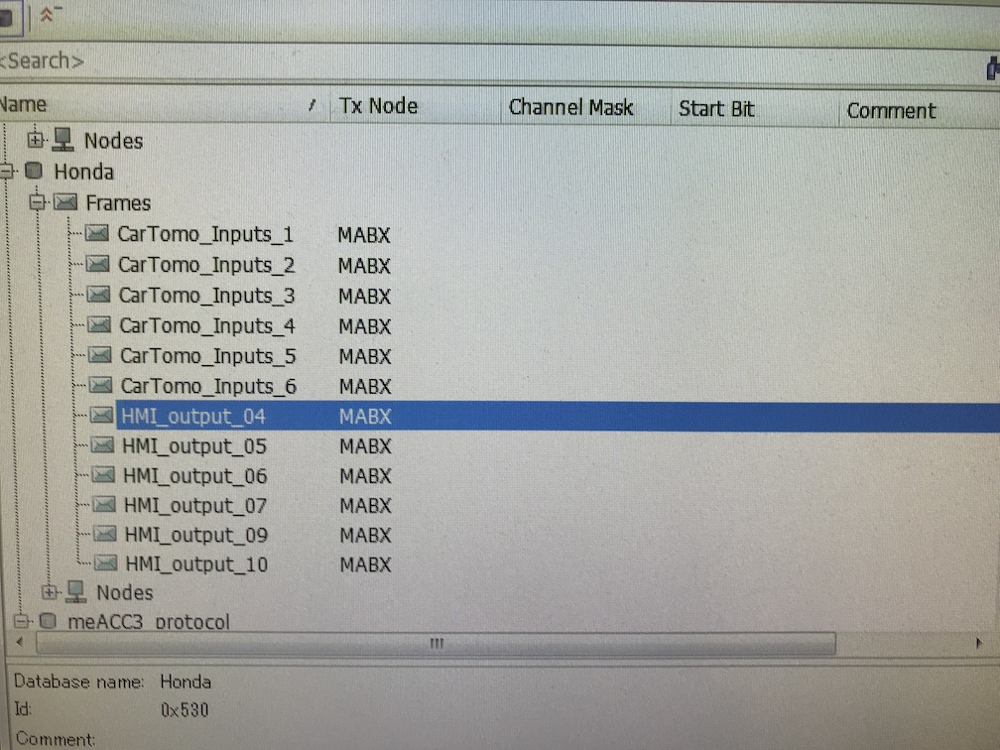 <Search>
Name / Tx Node Channel Mask Start Bit Comment
Nodes
Honda
Frames
CarTomo_Inputs_1 MABX
CarTomo_Inputs_2 MABX
CarTomo_Inputs_3 MABX
CarTomo_Inputs_4 MABX
CarTomo_Inputs_5 MABX
CarTomo_Inputs_6 MABX
HMI_output_04 MABX
HMI_output_05 MABX
HMI_output_06 MABX
HMI_output_07 MABX
HMI_output_09 MABX
HMI_output_10 MABX
Nodes
meACC3_protocol
Database name: Honda
Id: 0x530
Comment: